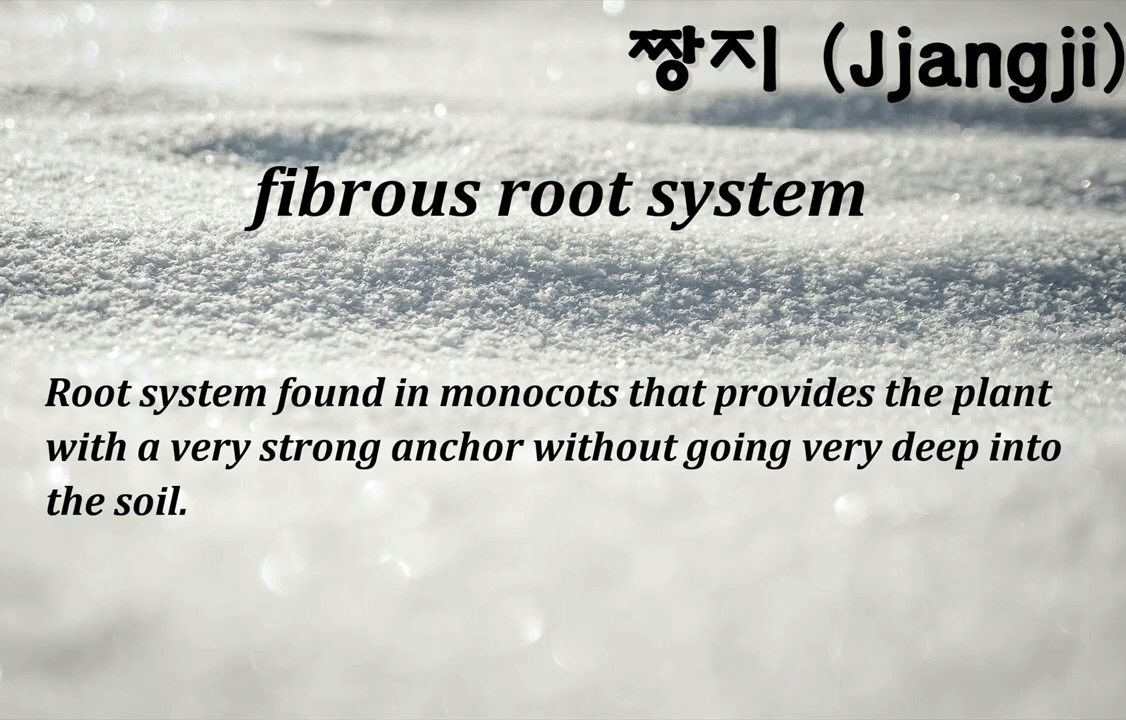 짱지 (Jjangji)
fibrous root system
Root system found in monocots that provides the plant
with a very strong anchor without going very deep into
the soil.